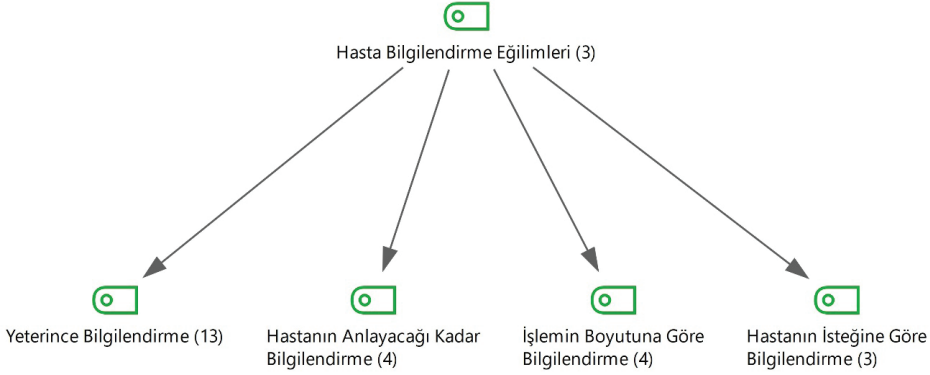 Hasta Bilgilendirme Eğilimleri (3)
Yeterince Bilgilendirme (13)
Hastanın Anlayacağı Kadar
Bilgilendirme (4)
İşlemin Boyutuna Göre
Bilgilendirme (4)
Hastanın İsteğine Göre
Bilgilendirme (3)